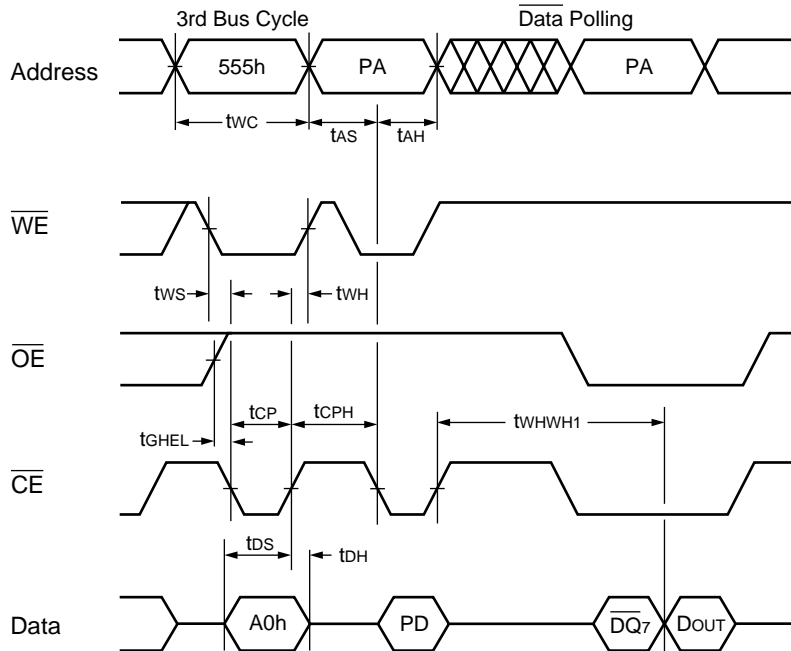 3rd Bus Cycle
Data Polling
Address
555h
PA
PA
tWC
tAS
tAH
WE
tWS
tWH
OE
tCP
tCPH
tWHWH1
tGHEL
CE
tDS
tDH
Data
A0h
PD
DQ7
DOUT